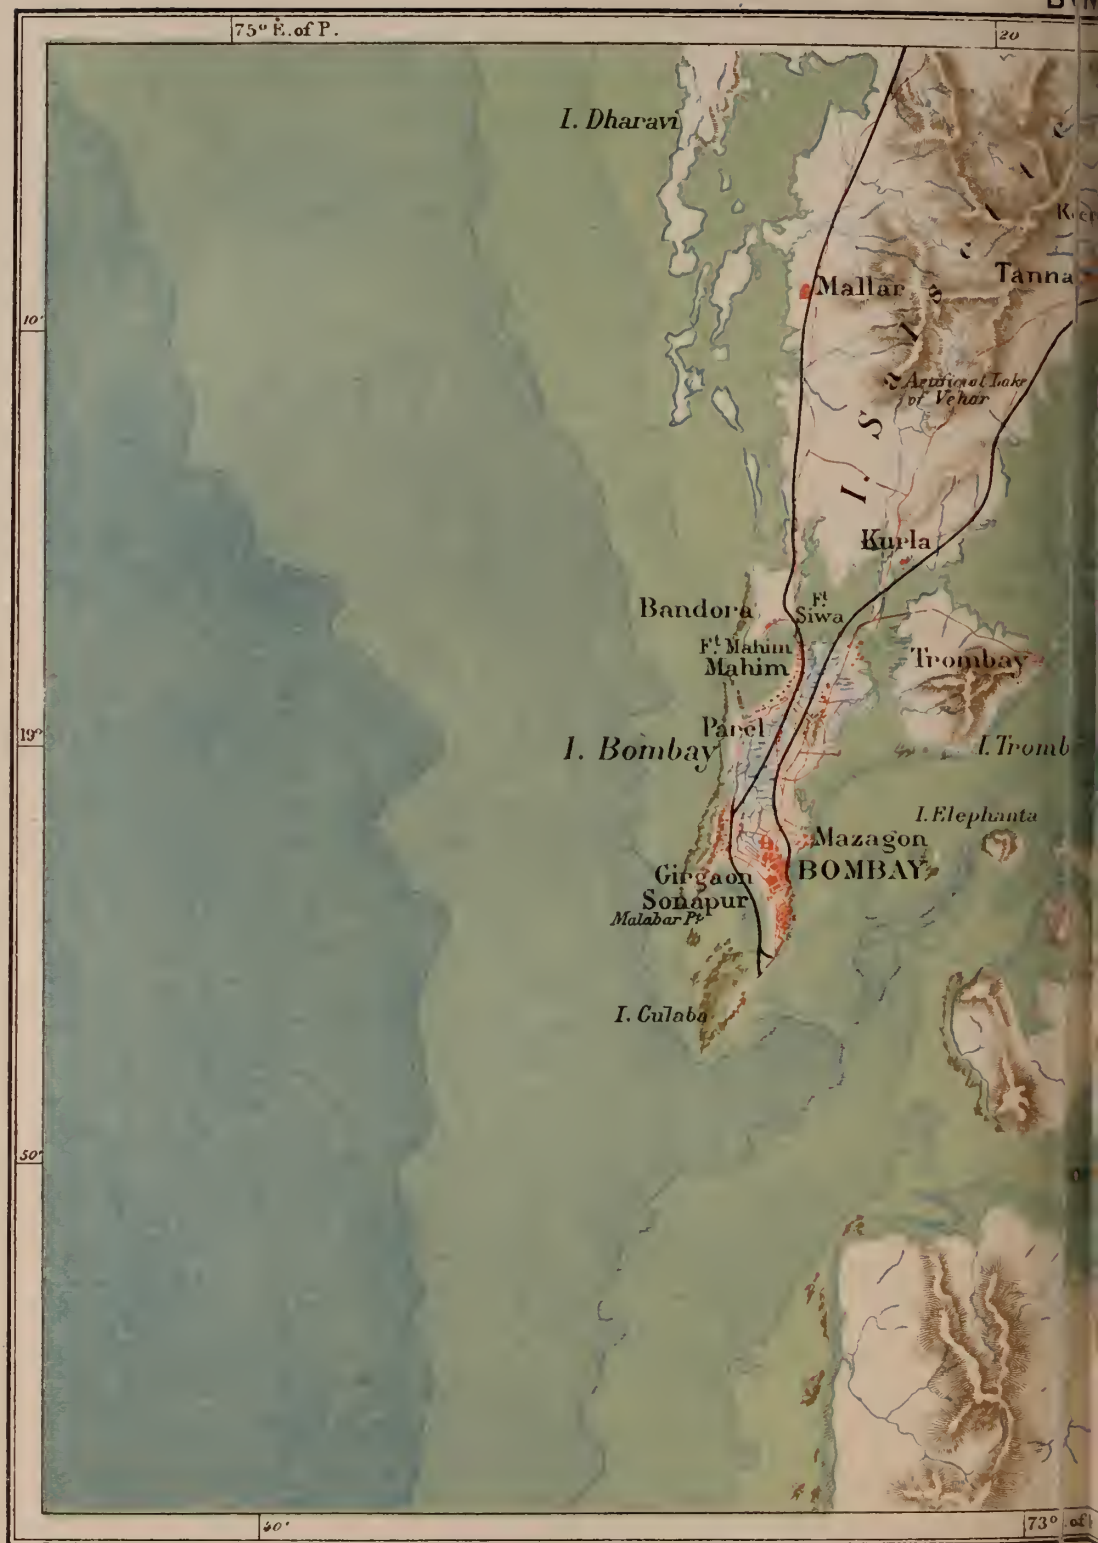 75° E. of P.
20
I. Dharavi
Tanna
Mallar
10'
Artificial Lake
of Vehar
I. S
Kurla
Bandora
Ft
Siwa
Ft Mahim
Mahim
Trombay
19°
Parel
I. Bombay
I. Tromb
I. Elephanta
Mazagon
BOMBAY
Girgaon
Sonapur
Malabar Pt
I. Culaba
50'
40'
73° of